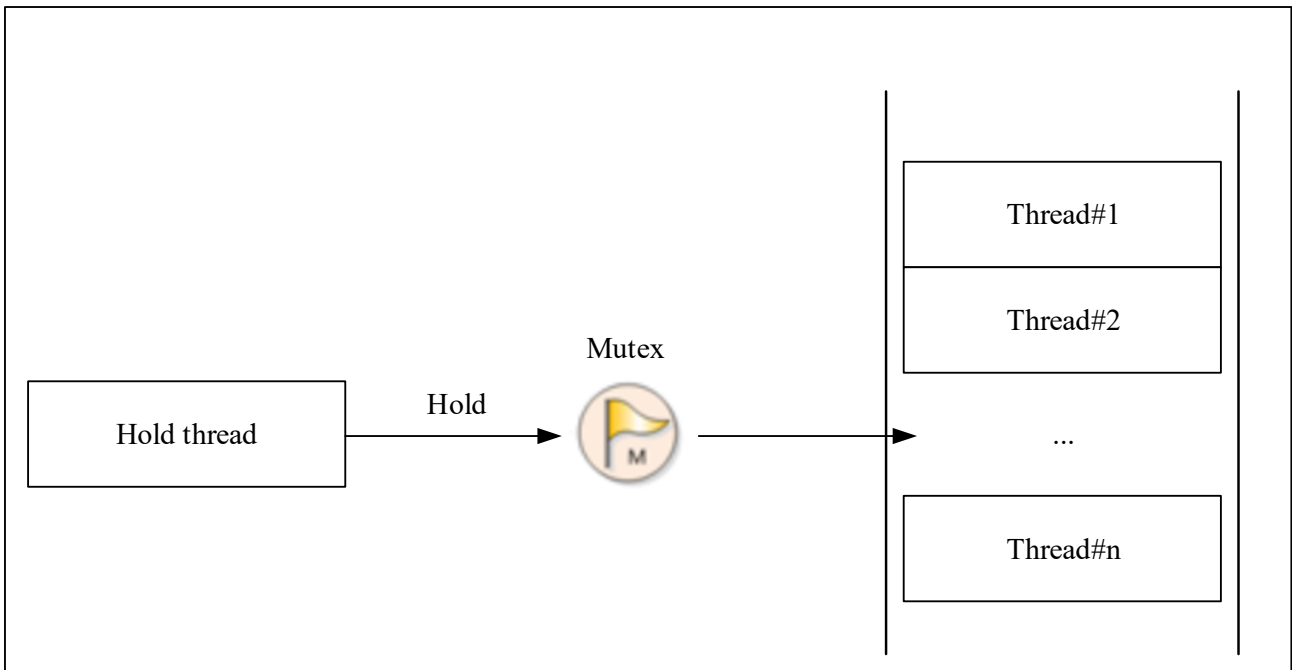 Thread#1
Thread#2
Mutex
Hold
Hold thread
M
...
Thread#n